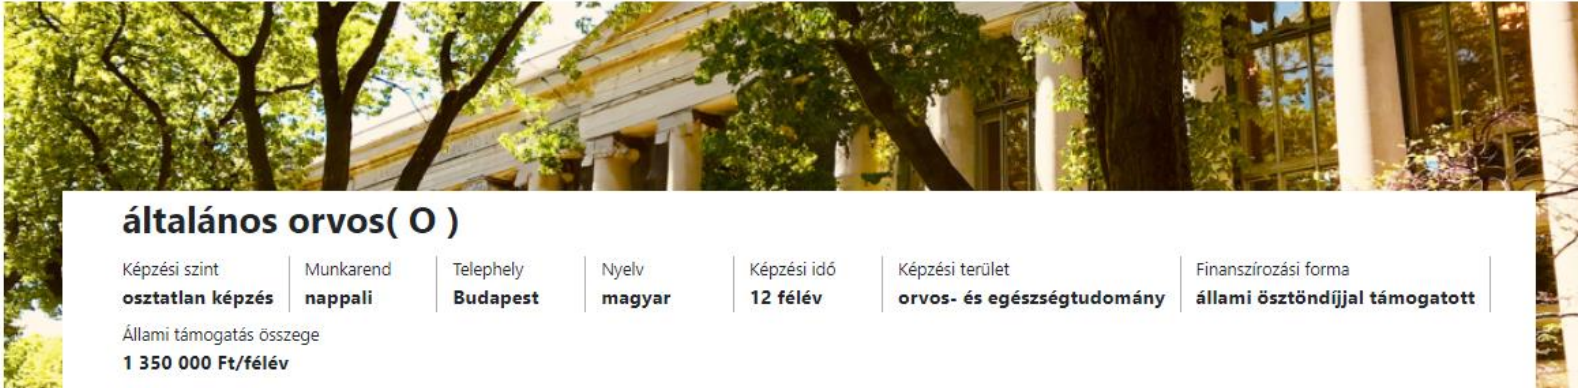 általános orvos( O )
Képzési szint Munkarend Telephely Nyelv Képzési idő Képzési terület Finanszírozási forma
osztatlan képzés nappali Budapest magyar 12 félév orvos- és egészségtudomány állami ösztöndíjjal támogatott
Állami támogatás összege
1 350 000 Ft/félév